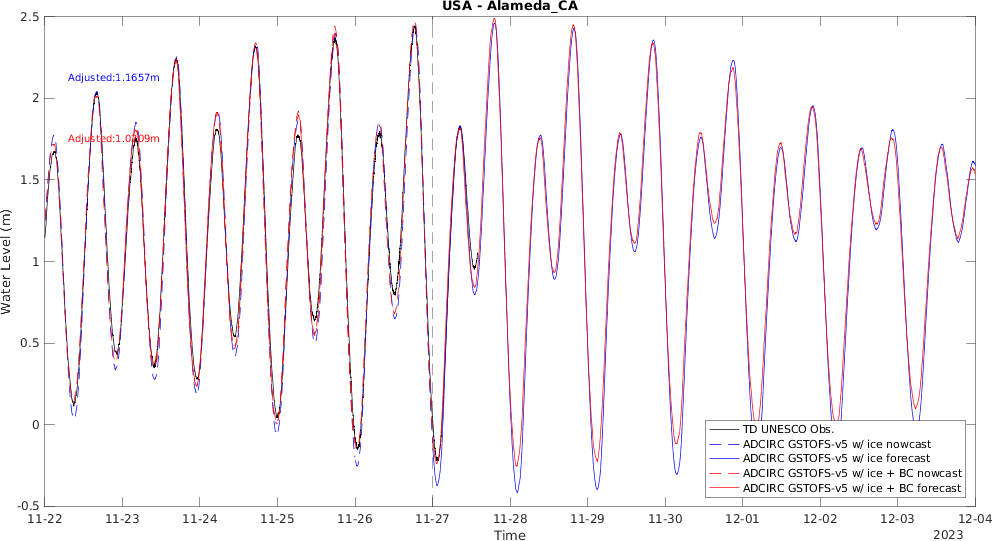 USA - Alameda_CA
2.5
2
1.5
1
0.5
0
-0.5
Water Level (m)
Adjusted:1.1657m
TD UNESCO Obs.
ADCIRC GSTOFS-v5 w/ ice nowcast
ADCIRC GSTOFS-v5 w/ ice forecast
ADCIRC GSTOFS-v5 w/ ice + BC nowcast
ADCIRC GSTOFS-v5 w/ ice + BC forecast
11-22 11-23 11-24 11-25 11-26 11-27 11-28 11-29 11-30 12-01 12-02 12-03 12-04
Time
2023